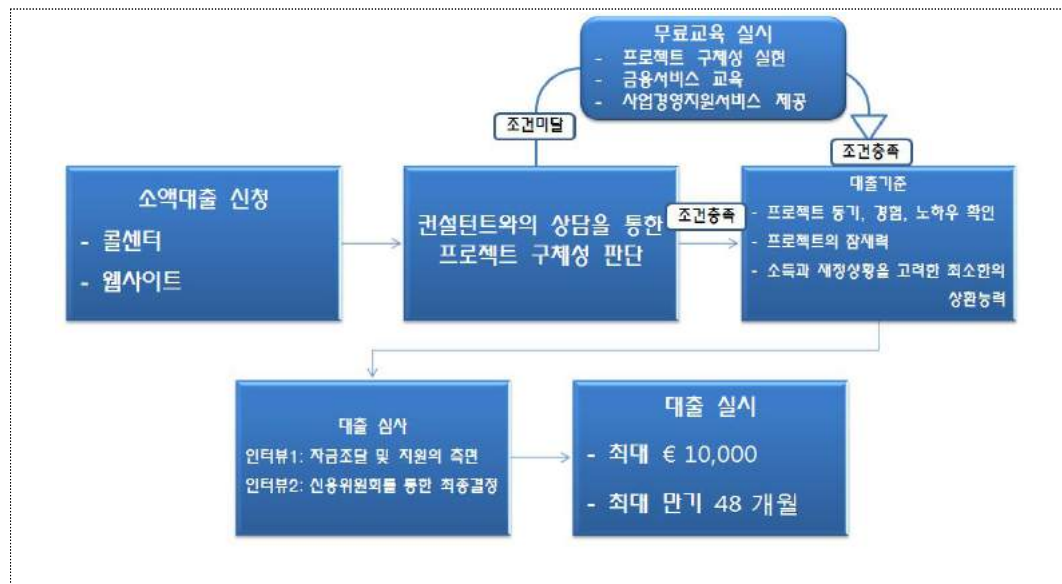 무료교육 실시
- 프로젝트 구체성 실현
- 금융서비스 교육
- 사업경영지원서비스 제공
조건미달
조건충족
소액대출 신청
- 콜센터
- 웹사이트
컨설턴트와의 상담을 통한
프로젝트 구체성 판단
조건충족
대출기준
- 프로젝트 동기, 경험, 노하우 확인
- 프로젝트의 잠재력
- 소득과 재정상황을 고려한 최소한의
상환능력
대출 심사
인터뷰1: 자금조달 및 지원의 측면
인터뷰2: 신용위원회를 통한 최종결정
대출 실시
- 최대 € 10,000
- 최대 만기 48 개월